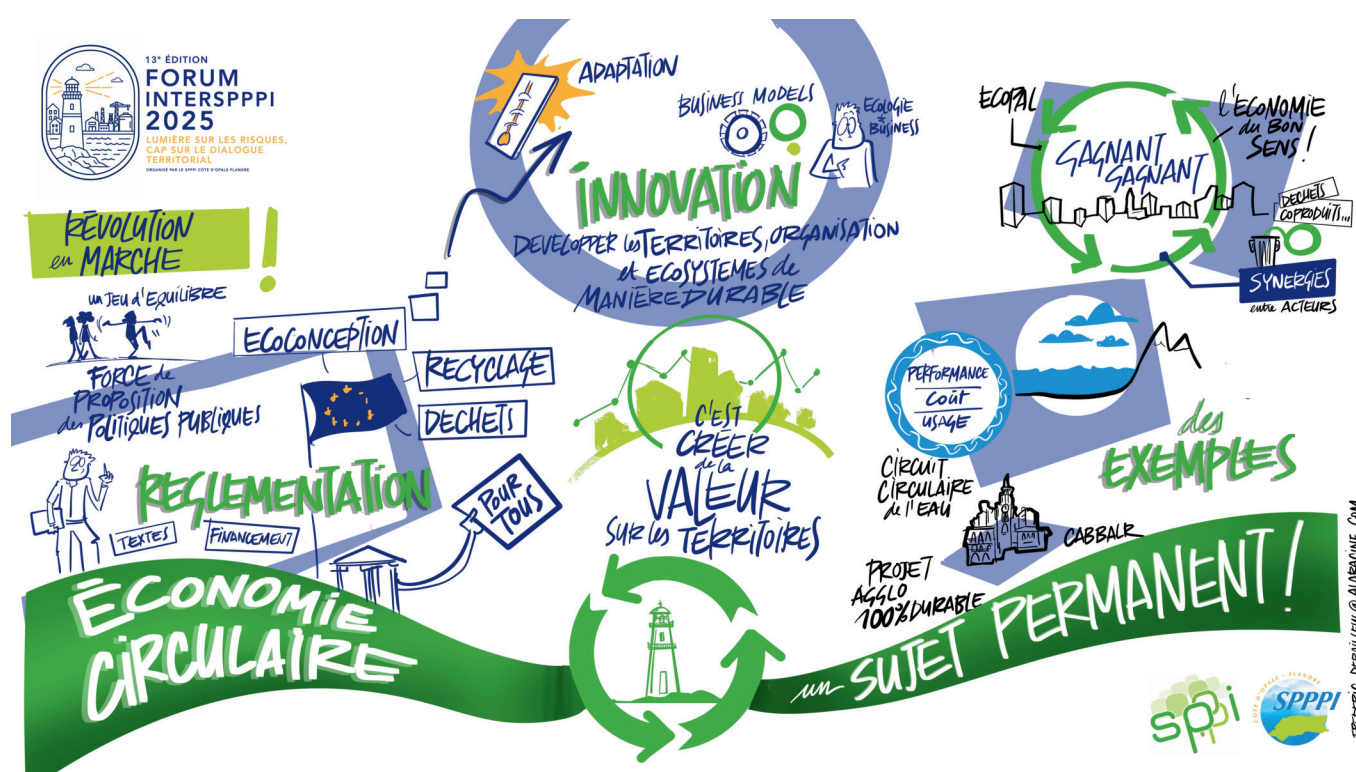 13e ÉDITION
FORUM
INTERSPPPI
2025
LUMIÈRE SUR LES RISQUES,
CAP SUR LE DIALOGUE
TERRITORIAL
ORGANISÉ PAR LE SPPPI CÔTE D'OPALE FLANDRE
RÉVOLUTION
en MARCHE
!
un JEU d'EQUILIBRE
FORCE de
PROPOSITION
des POLITIQUES PUBLIQUES
ECOCONCEPTION
RECYCLAGE
DECHETS
REGLEMENTATION
TEXTES
FINANCEMENT
POUR
TOUS
ADAPTATION
BUSINESS MODELS
ECOLOGIE
BUSINESS
INNOVATION
DEVELOPPER les TERRITOIRES, ORGANISATION
et ECOSYSTEMES de
MANIÈRE DURABLE
C'EST
CRÉER
de la
VALEUR
SUR les TERRITOIRES
ECOPAL
l'ECONOMIE
du BON
SENS !
GAGNANT
GAGNANT
DECHETS
COPRODUITS...
SYNERGIES
entre ACTEURS
PERFORMANCE
COÛT
USAGE
CIRCUIT
CIRCULAIRE
de l'EAU
des
EXEMPLES
CABBALR
PROJET
AGGLO
100% DURABLE
ÉCONOMIE
CIRCULAIRE
un SUJET PERMANENT !
spppi
CÔTE D'OPALE - FLANDRE
SPPPI